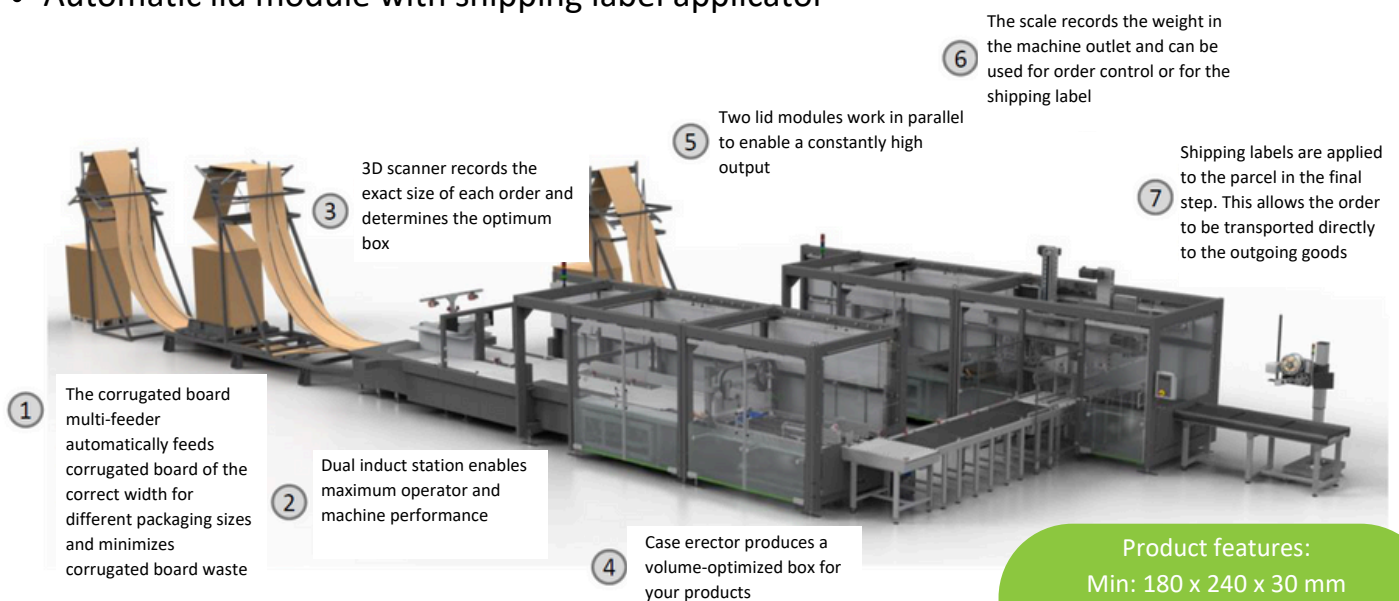 • Automatic lid module with shipping label applicator
6
The scale records the weight in
the machine outlet and can be
used for order control or for the
shipping label
5
Two lid modules work in parallel
to enable a constantly high
output
3
3D scanner records the
exact size of each order and
determines the optimum
box
7
Shipping labels are applied
to the parcel in the final
step. This allows the order
to be transported directly
to the outgoing goods
1
The corrugated board
multi-feeder
automatically feeds
corrugated board of the
correct width for
different packaging sizes
and minimizes
corrugated board waste
2
Dual induct station enables
maximum operator and
machine performance
4
Case erector produces a
volume-optimized box for
your products
Product features:
Min: 180 x 240 x 30 mm